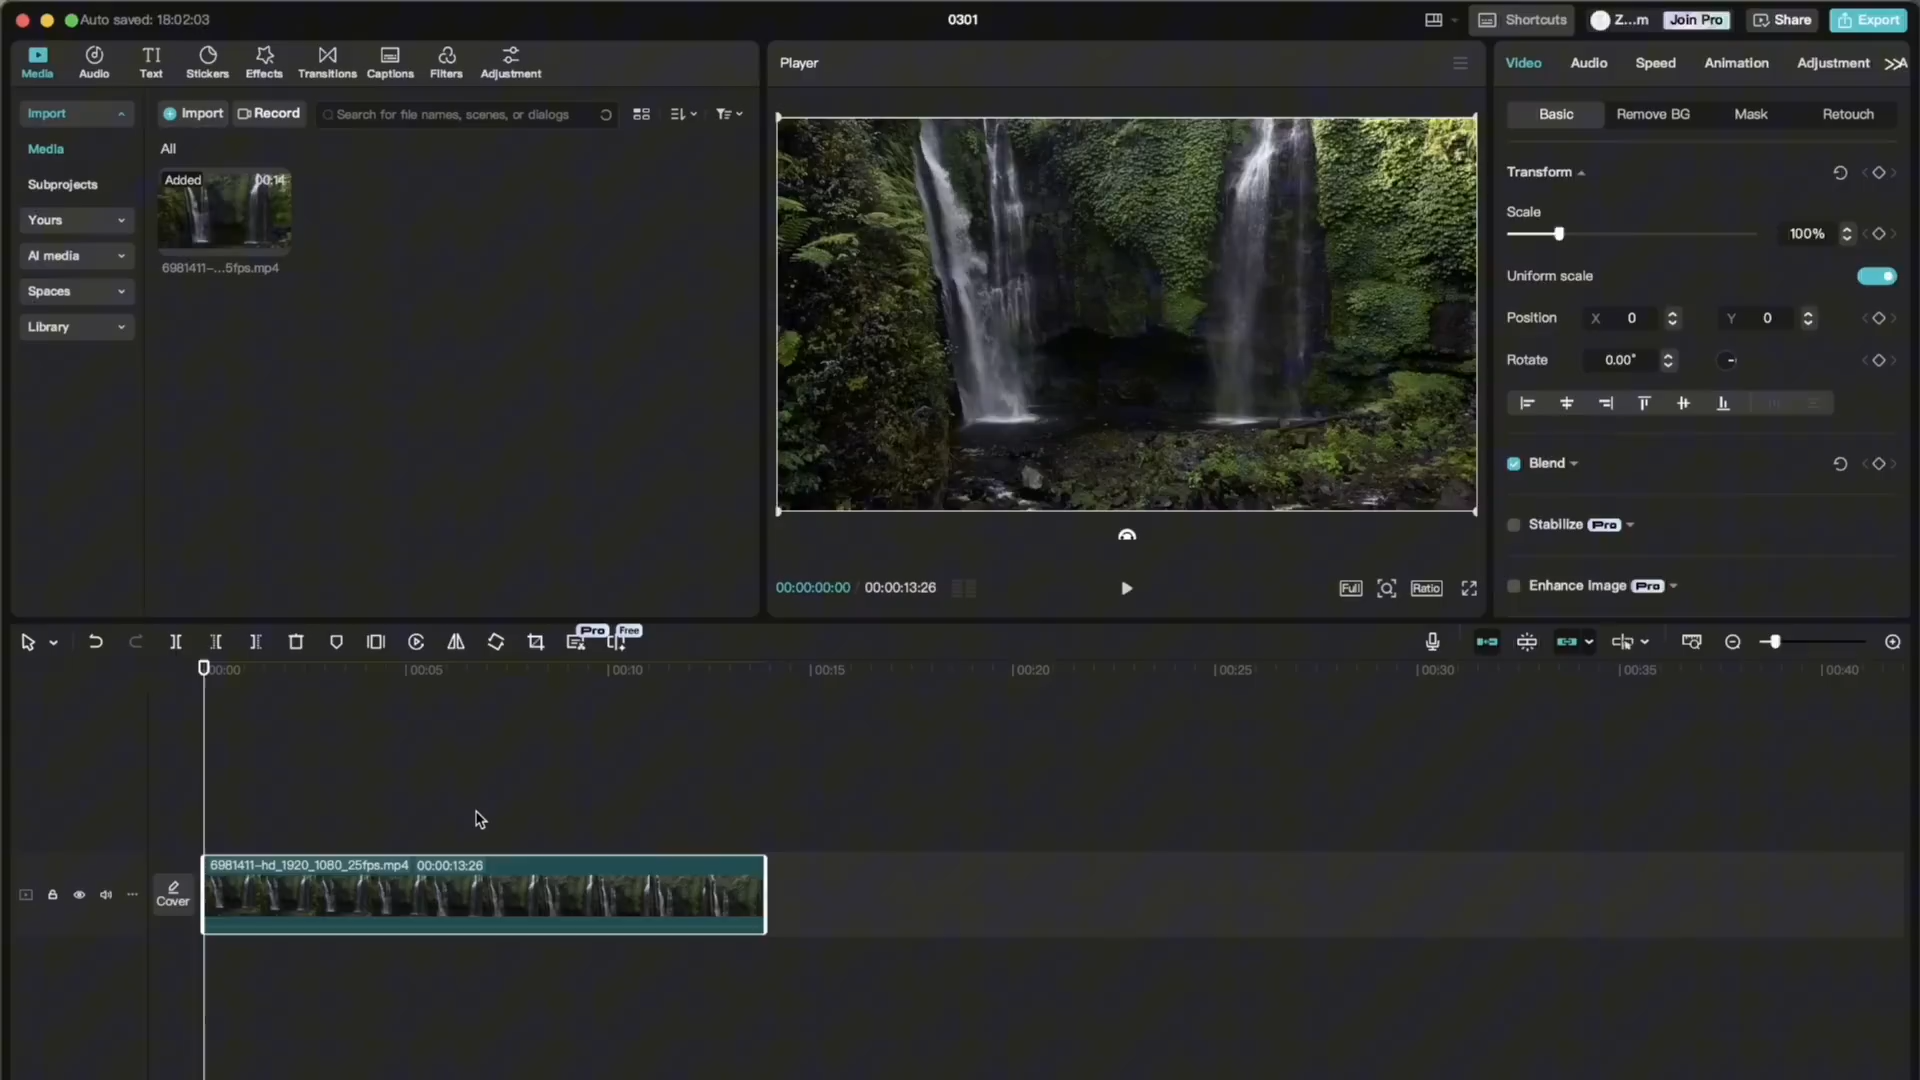 Auto saved: 18:02:03
0301
Shortcuts
Z...m
Join Pro
Share
Export
Media
Audio
Text
Stickers
Effects
Transitions
Captions
Filters
Adjustment
Import
Media
Subprojects
Yours
AI media
Spaces
Library
Import
Record
Search for file names, scenes, or dialogs
All
Added
00:14
6981411-...5fps.mp4
Player
00:00:00:00 / 00:00:13:26
Full
Ratio
Video
Audio
Speed
Animation
Adjustment
A
Basic
Remove BG
Mask
Retouch
Transform
Scale
100%
Uniform scale
Position X 0 Y 0
Rotate 0.00°
Blend
Stabilize Pro
Enhance Image Pro
Pro
Free
00:00
00:05
00:10
00:15
00:20
00:25
00:30
00:35
00:40
6981411-hd_1920_1080_25fps.mp4 00:00:13:26
Cover